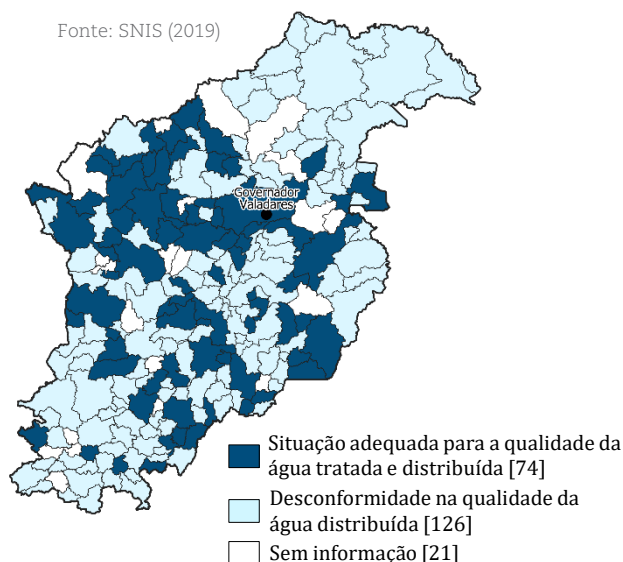 Fonte: SNIS (2019)
Governador
Valadares
Situação adequada para a qualidade da
água tratada e distribuída [74]
Desconformidade na qualidade da
água distribuída [126]
Sem informação [21]